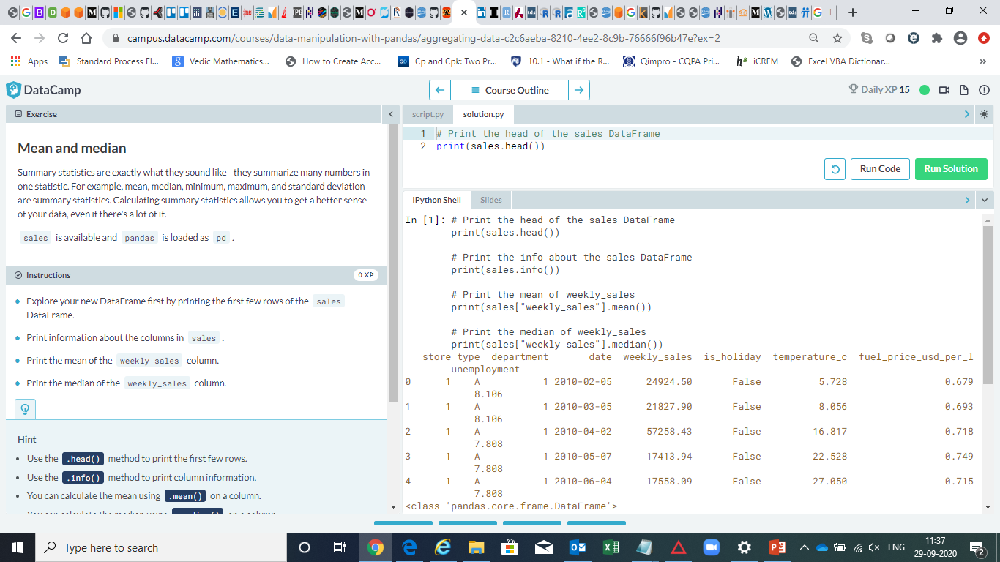 campus.datacamp.com/courses/data-manipulation-with-pandas/aggregating-data-c2c6aeba-8210-4ee2-8c9b-76666f96b47e?ex=2
Apps Standard Process Fl... Vedic Mathematics... How to Create Acc... Cp and Cpk: Two Pr... 10.1 - What if the R... Qimpro - CQPA Pri... iCREM Excel VBA Dictionar... »
DataCamp
Course Outline
Daily XP 15
Exercise
Mean and median
Summary statistics are exactly what they sound like - they summarize many numbers in
one statistic. For example, mean, median, minimum, maximum, and standard deviation
are summary statistics. Calculating summary statistics allows you to get a better sense
of your data, even if there's a lot of it.
sales is available and pandas is loaded as pd .
Instructions
0 XP
Explore your new DataFrame first by printing the first few rows of the sales
DataFrame.
Print information about the columns in sales .
Print the mean of the weekly_sales column.
Print the median of the weekly_sales column.
Hint
Use the .head() method to print the first few rows.
Use the .info() method to print column information.
You can calculate the mean using .mean() on a column.
script.py solution.py
1 # Print the head of the sales DataFrame
2 print(sales.head())
Run Code Run Solution
IPython Shell Slides
In [1]: # Print the head of the sales DataFrame
print(sales.head())
# Print the info about the sales DataFrame
print(sales.info())
# Print the mean of weekly_sales
print(sales["weekly_sales"].mean())
# Print the median of weekly_sales
print(sales["weekly_sales"].median())
store type department date weekly_sales is_holiday temperature_c fuel_price_usd_per_l
unemployment
0 1 A 1 2010-02-05 24924.50 False 5.728 0.679
8.106
1 1 A 1 2010-03-05 21827.90 False 8.056 0.693
8.106
2 1 A 1 2010-04-02 57258.43 False 16.817 0.718
7.808
3 1 A 1 2010-05-07 17413.94 False 22.528 0.749
7.808
4 1 A 1 2010-06-04 17558.09 False 27.050 0.715
7.808
<class 'pandas.core.frame.DataFrame'>
Type here to search
ENG
11:37
29-09-2020
2